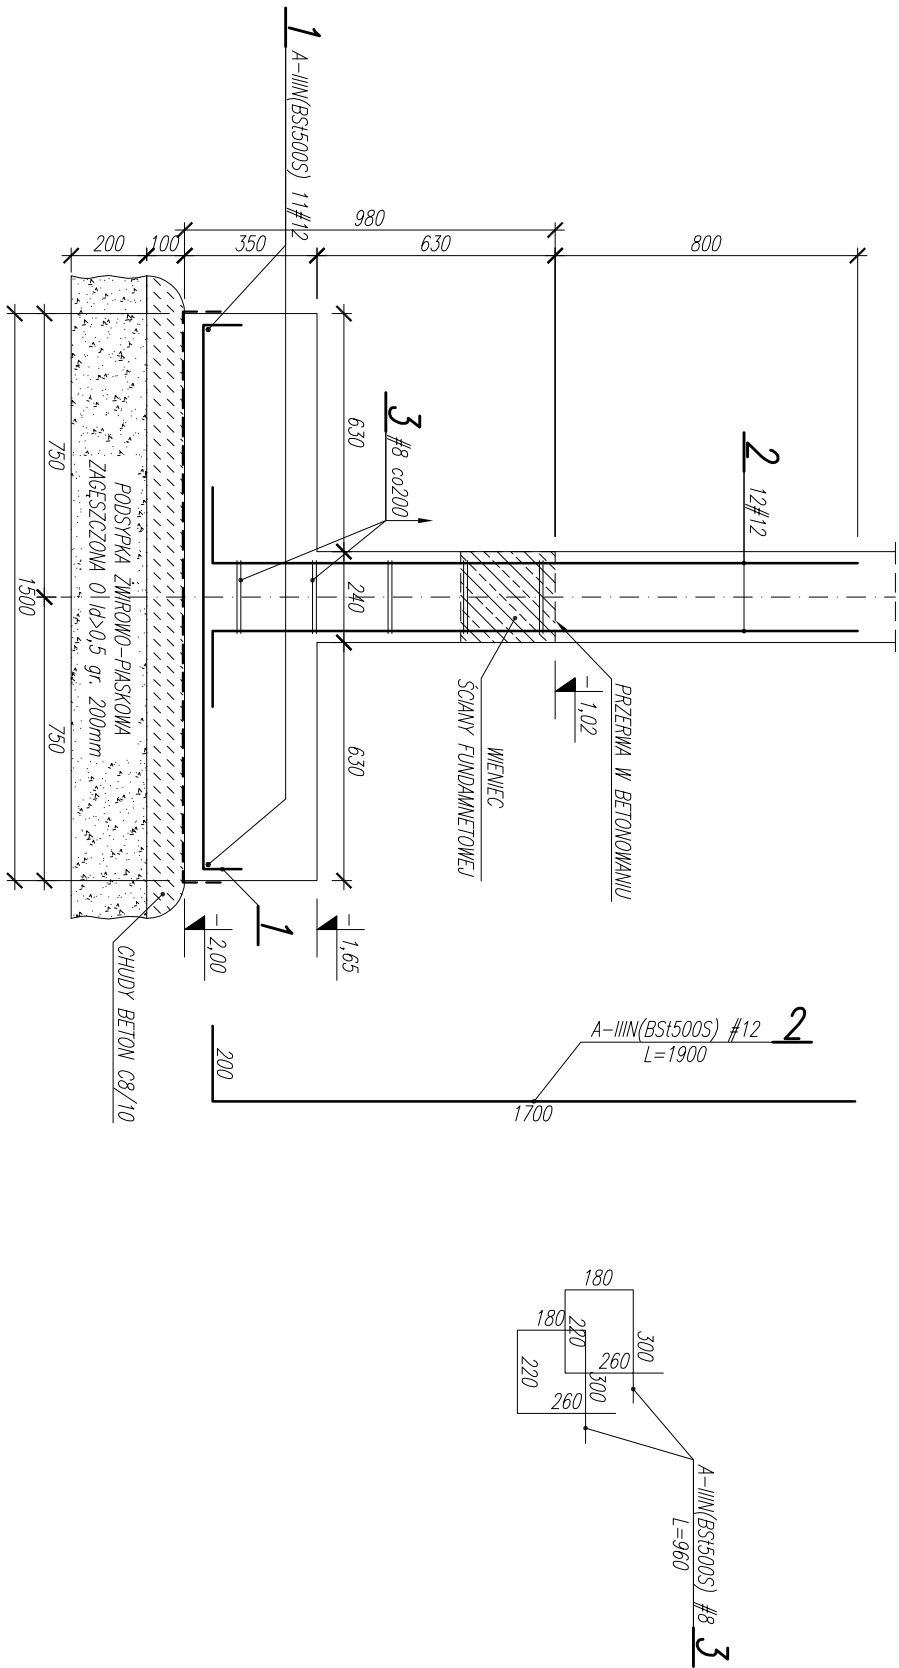 1
A-IIIN(BSt500S) 11#12
980
200
100
350
630
800
630
240
630
3
#8 co200
2
12#12
PRZERWA W BETONOWANIU
- 1,02
WIENIEC
ŚCIANY FUNDAMNETOWEJ
PODSYPKA ŻWIROWO-PIASKOWA
ZAGĘSZCZONA O Id>0,5 gr. 200mm
750
750
1500
1
- 1,65
- 2,00
CHUDY BETON C8/10
2
A-IIIN(BSt500S) #12
L=1900
200
1700
180
300
220
260
180
300
220
260
A-IIIN(BSt500S) #8
L=960
3